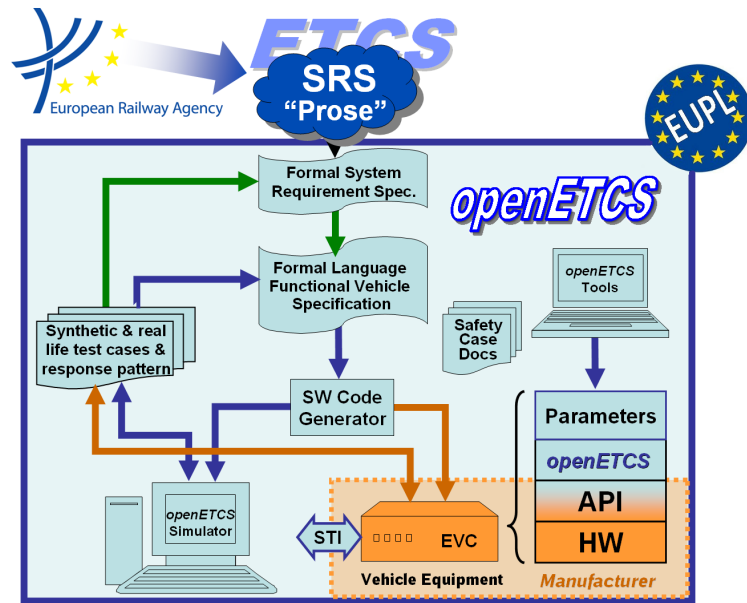 ETCS
SRS
“Prose”
European Railway Agency
EUPL
Formal System
Requirement Spec.
openETCS
Formal Language
Functional Vehicle
Specification
openETCS
Tools
Synthetic & real
life test cases &
response pattern
Safety
Case
Docs
SW Code
Generator
Parameters
openETCS
API
HW
openETCS
Simulator
STI
EVC
Vehicle Equipment
Manufacturer